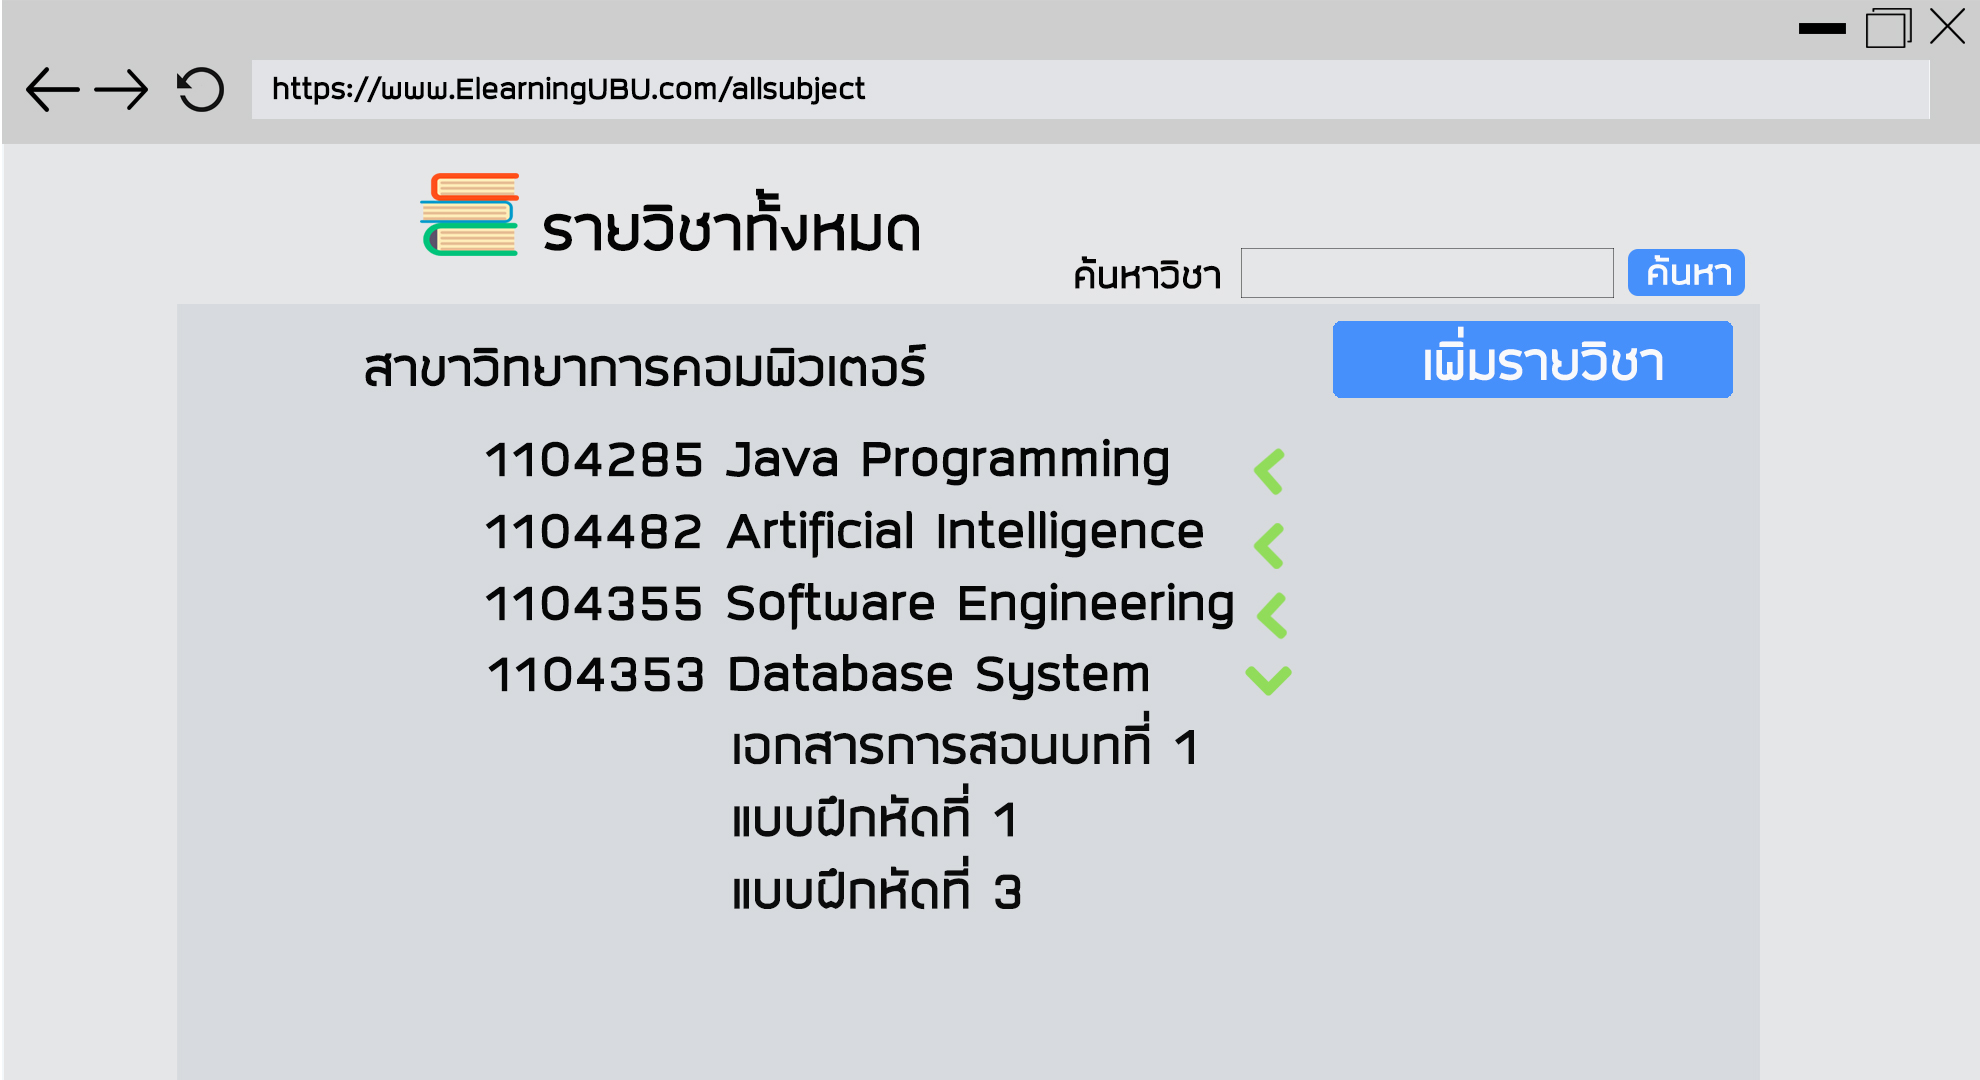 https://www.ElearningUBU.com/allsubject
รายวิชาทั้งหมด
ค้นหาวิชา ค้นหา
สาขาวิทยาการคอมพิวเตอร์ เพิ่มรายวิชา
1104285 Java Programming
1104482 Artificial Intelligence
1104355 Software Engineering
1104353 Database System
เอกสารการสอนบทที่ 1
แบบฝึกหัดที่ 1
แบบฝึกหัดที่ 3